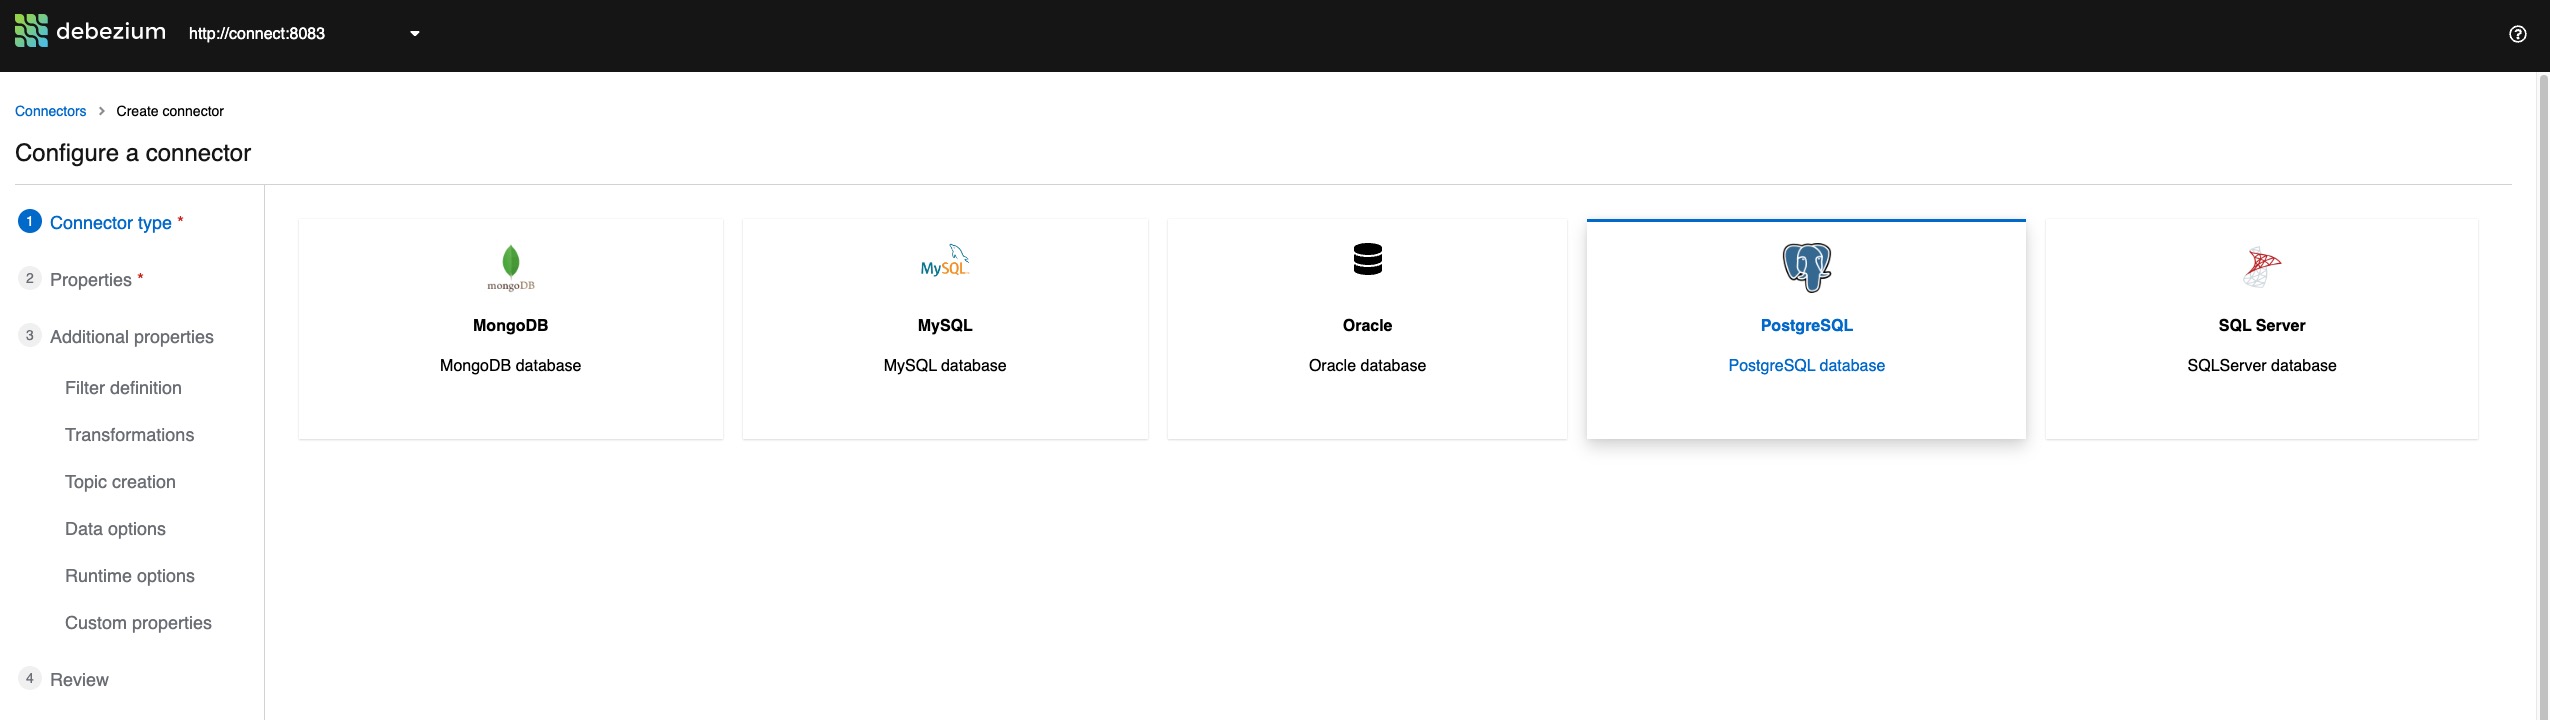 debezium http://connect:8083
Connectors > Create connector
Configure a connector
1 Connector type *
2 Properties *
3 Additional properties
Filter definition
Transformations
Topic creation
Data options
Runtime options
Custom properties
4 Review
mongoDB
MongoDB
MongoDB database
MySQL
MySQL
MySQL database
Oracle
Oracle database
PostgreSQL
PostgreSQL database
SQL Server
SQLServer database